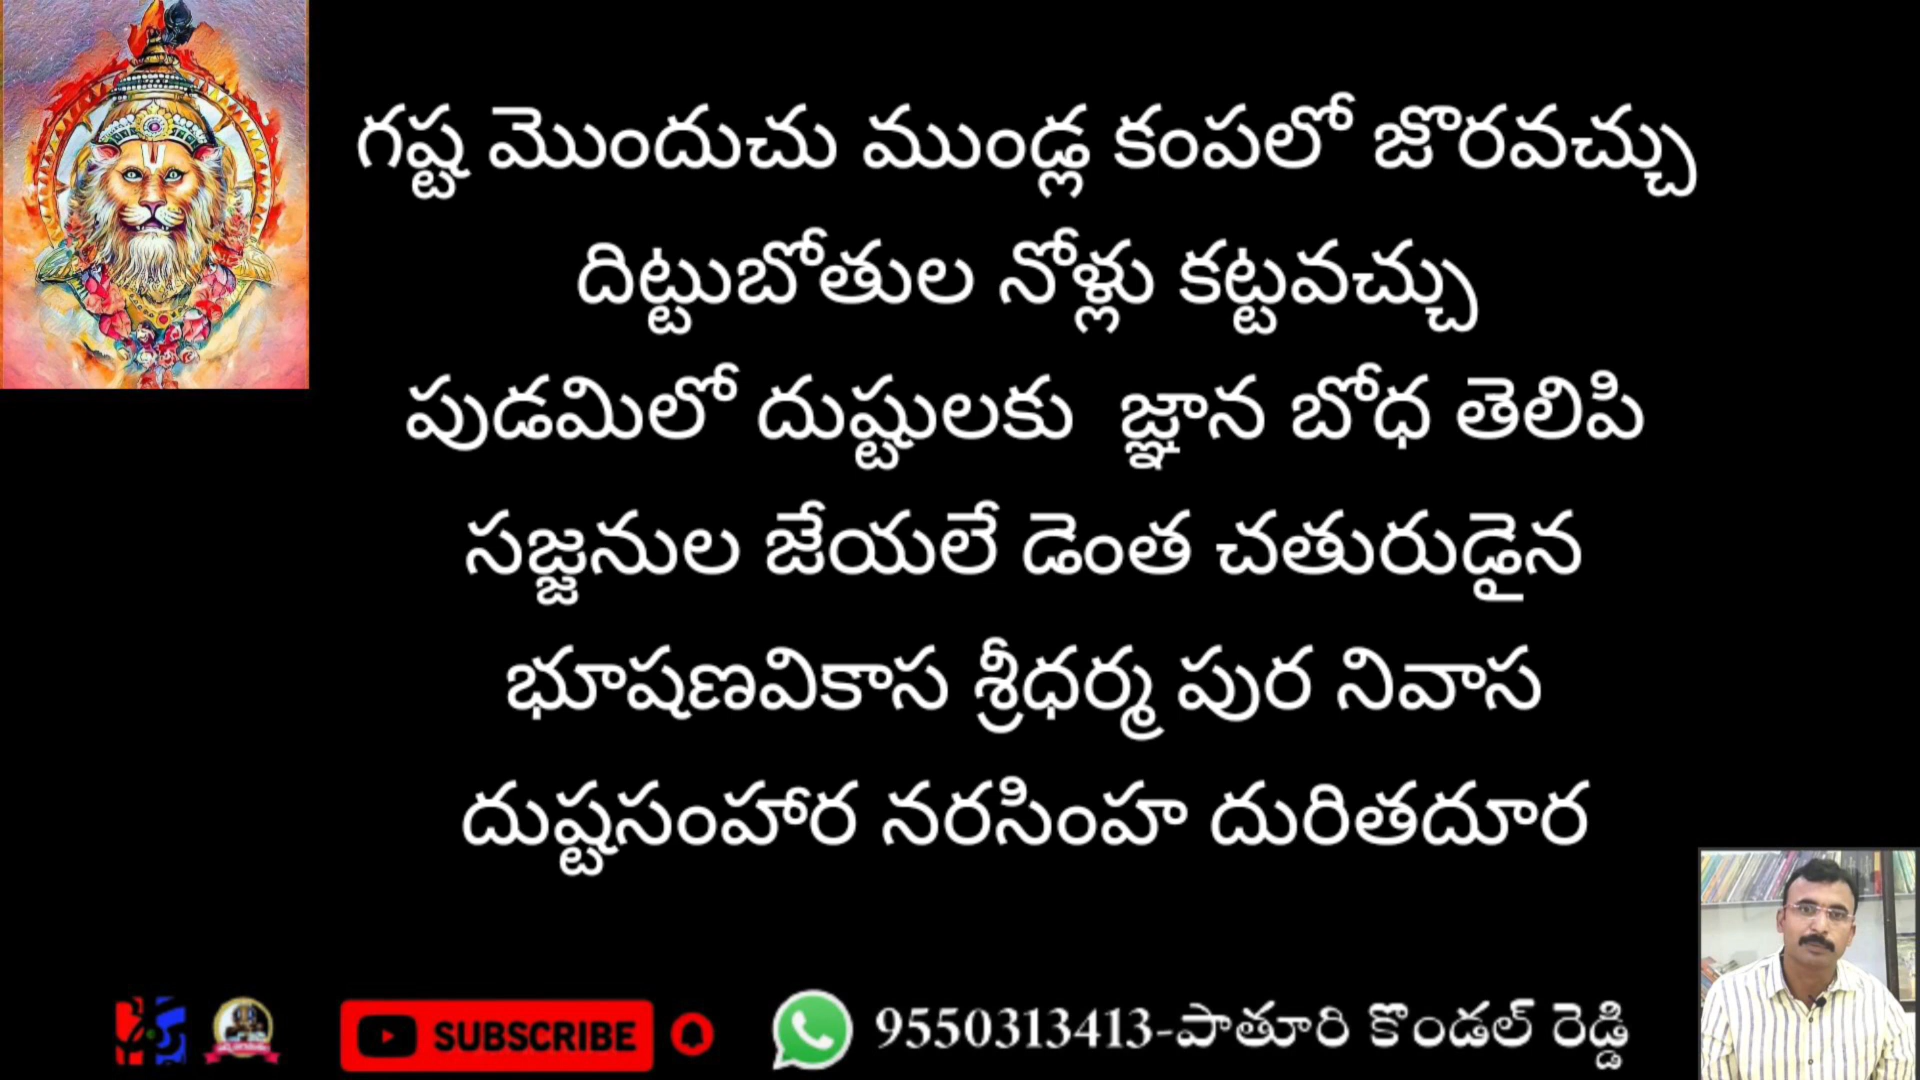 గష్ట మొందుచు ముండ్ల కంపలో జొరవచ్చు
దిట్టుబోతుల నోళ్లు కట్టవచ్చు
పుడమిలో దుష్టులకు జ్ఞాన బోధ తెలిపి
సజ్జనుల జేయలే డెంత చతురుడైన
భూషణవికాస శ్రీధర్మ పుర నివాస
దుష్టసంహార నరసింహ దురితదూర
SUBSCRIBE
9550313413-పాతూరి కొండల్ రెడ్డి